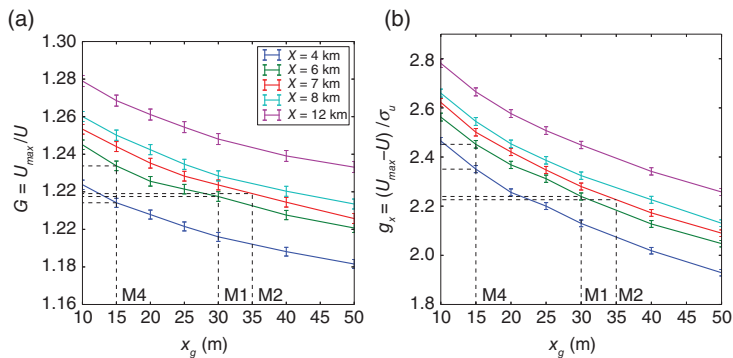 (a)
(b)
1.30
1.28
1.26
1.24
1.22
1.20
1.18
1.16
G = U_max/U
X = 4 km
X = 6 km
X = 7 km
X = 8 km
X = 12 km
M4
M1
M2
10 15 20 25 30 35 40 45 50
x_g (m)
2.8
2.6
2.4
2.2
2.0
1.8
g_x = (U_max–U) /σ_u
M4
M1
M2
10 15 20 25 30 35 40 45 50
x_g (m)